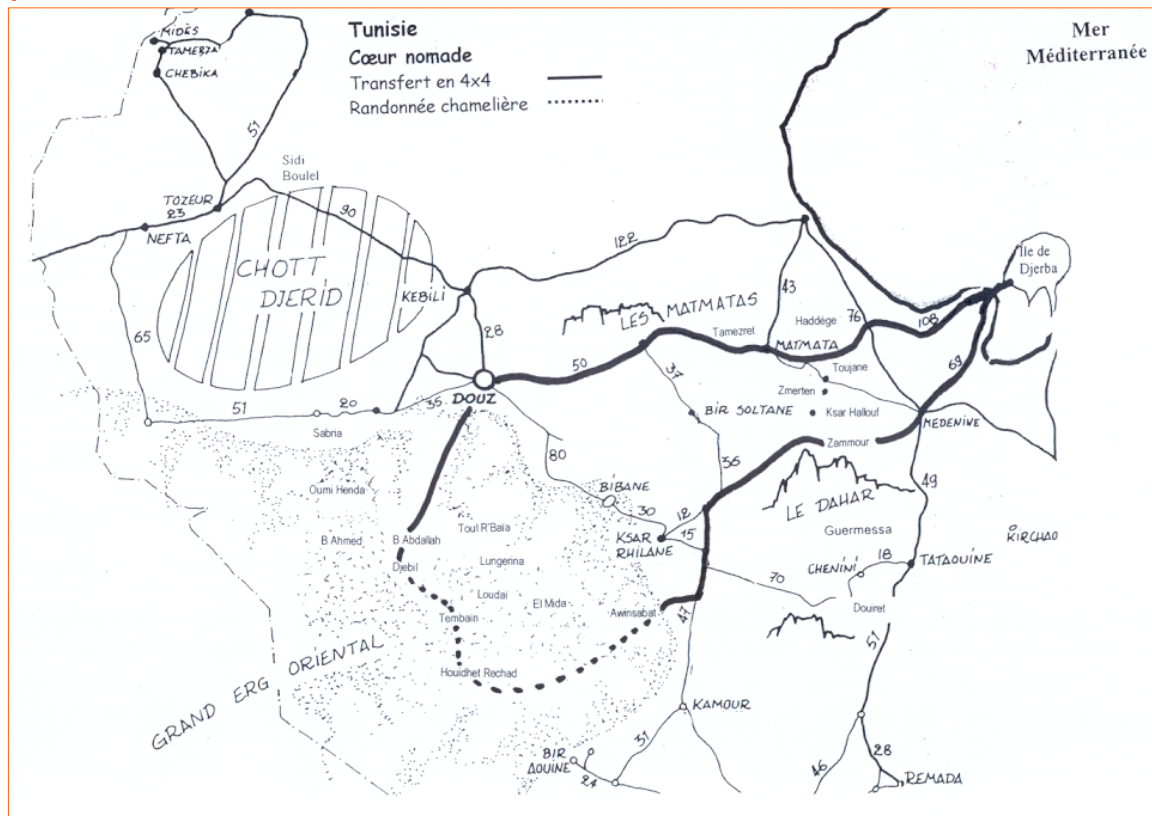 Tunisie
Cœur nomade
Transfert en 4x4
Randonnée chamelière
Mer
Méditerranée
MIDÈS
TAMERZA
CHEBIKA
51
Sidi
Boulel
TOZEUR
23
NEFTA
90
CHOTT
DJERID
KEBILI
122
Ile de
Djerba
43
LES MATMATAS
Tamezret
Haddège
76
108
MATMATA
65
28
50
37
Toujane
Zmerten
69
DOUZ
35
51
20
Sabria
BIR SOLTANE
Ksar Hallouf
MEDENINE
Zammour
80
56
49
Oumi Henda
BIBANE
LE DAHAR
30
12
Toul R'Baïa
Guermessa
KIRCHAO
B Ahmed
B Abdallah
KSAR
RHILANE
15
Djebil
Lungerina
CHENINI
18
TATAOUINE
70
Loudai
El Mida
Awinsabat
47
Douiret
Tembain
51
GRAND ERG ORIENTAL
Houidhet Rechad
KAMOUR
BIR
AOUINE
31
24
46
28
REMADA